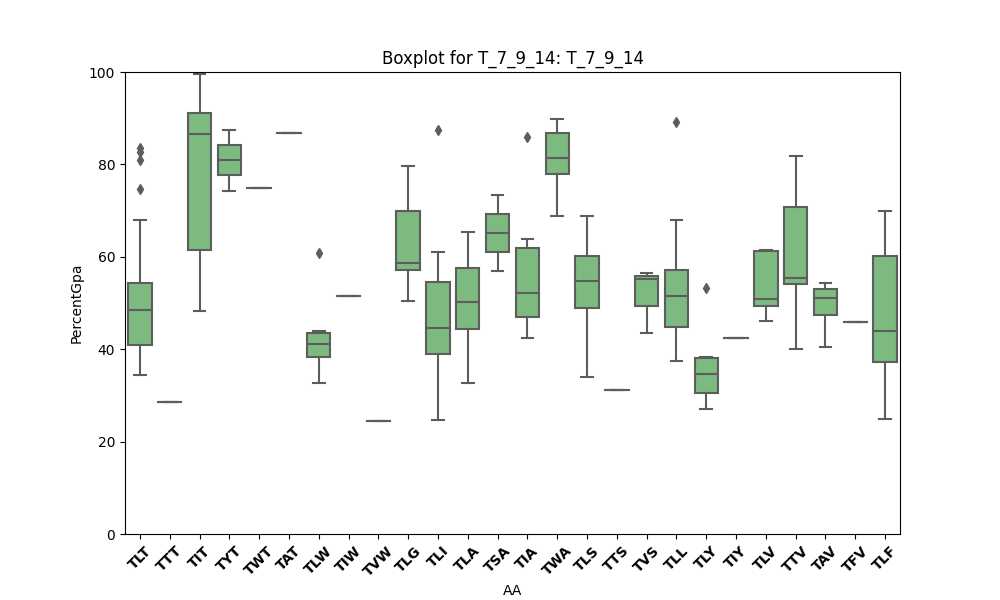 Boxplot for T_7_9_14: T_7_9_14
100
80
60
40
20
0
PercentGpa
TLT TTT TIT TYT TWT TAT TLW TIW TVW TLG TLI TLA TSA TIA TWA TLS TTS TVS TLL TLY TIY TLV TTV TAV TFV TLF
AA